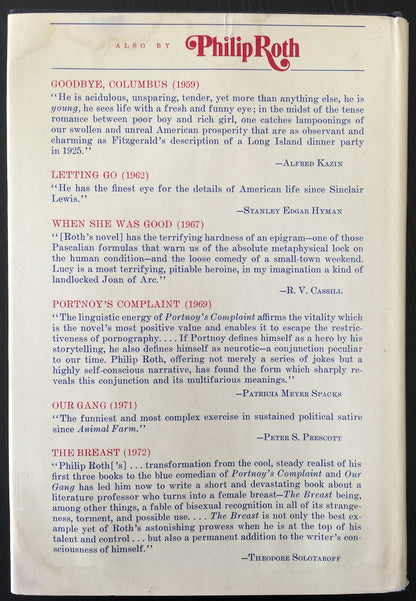 ALSO BY Philip Roth
GOODBYE, COLUMBUS (1959)
"He is acidulous, unsparing, tender, yet more than anything else, he is
young, he sees life with a fresh and funny eye; in the midst of the tense
romance between poor boy and rich girl, one catches lampoonings of
our swollen and unreal American prosperity that are as observant and
charming as Fitzgerald's description of a Long Island dinner party
in 1925."
—ALFRED KAZIN
LETTING GO (1962)
"He has the finest eye for the details of American life since Sinclair
Lewis."
—STANLEY EDGAR HYMAN
WHEN SHE WAS GOOD (1967)
"[Roth's novel] has the terrifying hardness of an epigram—one of those
Pascalian formulas that warn us of the absolute metaphysical lock on
the human condition—and the loose comedy of a small-town weekend.
Lucy is a most terrifying, pitiable heroine, in my imagination a kind of
landlocked Joan of Arc."
—R. V. CASSILL
PORTNOY'S COMPLAINT (1969)
"The linguistic energy of Portnoy's Complaint affirms the vitality which
is the novel's most positive value and enables it to escape the restric-
tiveness of pornography. . . . If Portnoy defines himself as a hero by his
storytelling, he also defines himself as neurotic—a conjunction peculiar
to our time. Philip Roth, offering not merely a series of jokes but a
highly self-conscious narrative, has found the form which sharply re-
veals this conjunction and its multifarious meanings."
—PATRICIA MEYER SPACKS
OUR GANG (1971)
"The funniest and most complex exercise in sustained political satire
since Animal Farm."
—PETER S. PRESCOTT
THE BREAST (1972)
"Philip Roth['s] . . . transformation from the cool, steady realist of his
first three books to the blue comedian of Portnoy's Complaint and Our
Gang has led him now to write a short and devastating book about a
literature professor who turns into a female breast—The Breast being,
among other things, a fable of bisexual recognition in all of its strange-
ness, torment, and possible use. . . . The Breast is not only the best ex-
ample yet of Roth's astonishing prowess when he is at the top of his
talent and control . . . but also a permanent addition to the writer's con-
sciousness of himself."
—THEODORE SOLOTAROFF